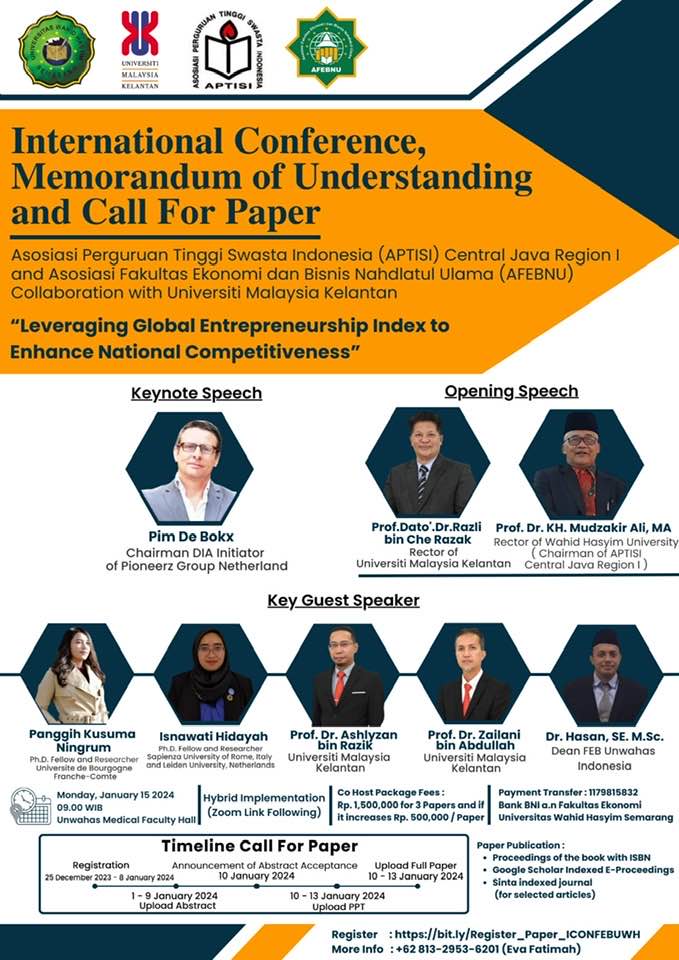 UNIVERSITAS WAHID HASYIM
SEMARANG
UNIVERSITI
MALAYSIA
KELANTAN
ASOSIASI PERGURUAN TINGGI SWASTA INDONESIA
APTISI
AFEBNU
International Conference,
Memorandum of Understanding
and Call For Paper
Asosiasi Perguruan Tinggi Swasta Indonesia (APTISI) Central Java Region I
and Asosiasi Fakultas Ekonomi dan Bisnis Nahdlatul Ulama (AFEBNU)
Collaboration with Universiti Malaysia Kelantan
“Leveraging Global Entrepreneurship Index to
Enhance National Competitiveness”
Keynote Speech
Pim De Bokx
Chairman DIA Initiator
of Pioneerz Group Netherland
Opening Speech
Prof.Dato'.Dr.Razli
bin Che Razak
Rector of
Universiti Malaysia Kelantan
Prof. Dr. KH. Mudzakir Ali, MA
Rector of Wahid Hasyim University
( Chairman of APTISI
Central Java Region I )
Key Guest Speaker
Panggih Kusuma
Ningrum
Ph.D. Fellow and Researcher
Universite de Bourgogne
Franche-Comte
Isnawati Hidayah
Ph.D. Fellow and Researcher
Sapienza University of Rome, Italy
and Leiden University, Netherlands
Prof. Dr. Ashlyzan
bin Razik
Universiti Malaysia
Kelantan
Prof. Dr. Zailani
bin Abdullah
Universiti Malaysia
Kelantan
Dr. Hasan, SE. M.Sc.
Dean FEB Unwahas
Indonesia
Monday, January 15 2024
09.00 WIB
Unwahas Medical Faculty Hall
Hybrid Implementation
(Zoom Link Following)
Co Host Package Fees :
Rp. 1,500,000 for 3 Papers and if
it increases Rp. 500,000 / Paper
Payment Transfer : 1179815832
Bank BNI a.n Fakultas Ekonomi
Universitas Wahid Hasyim Semarang
Timeline Call For Paper
Registration
25 December 2023 - 8 January 2024
Announcement of Abstract Acceptance
10 January 2024
Upload Full Paper
10 - 13 January 2024
1 - 9 January 2024
Upload Abstract
10 - 13 January 2024
Upload PPT
Paper Publication :
• Proceedings of the book with ISBN
• Google Scholar Indexed E-Proceedings
• Sinta indexed journal
(for selected articles)
Register : https://bit.ly/Register_Paper_ICONFEBUWH
More Info : +62 813-2953-6201 (Eva Fatimah)